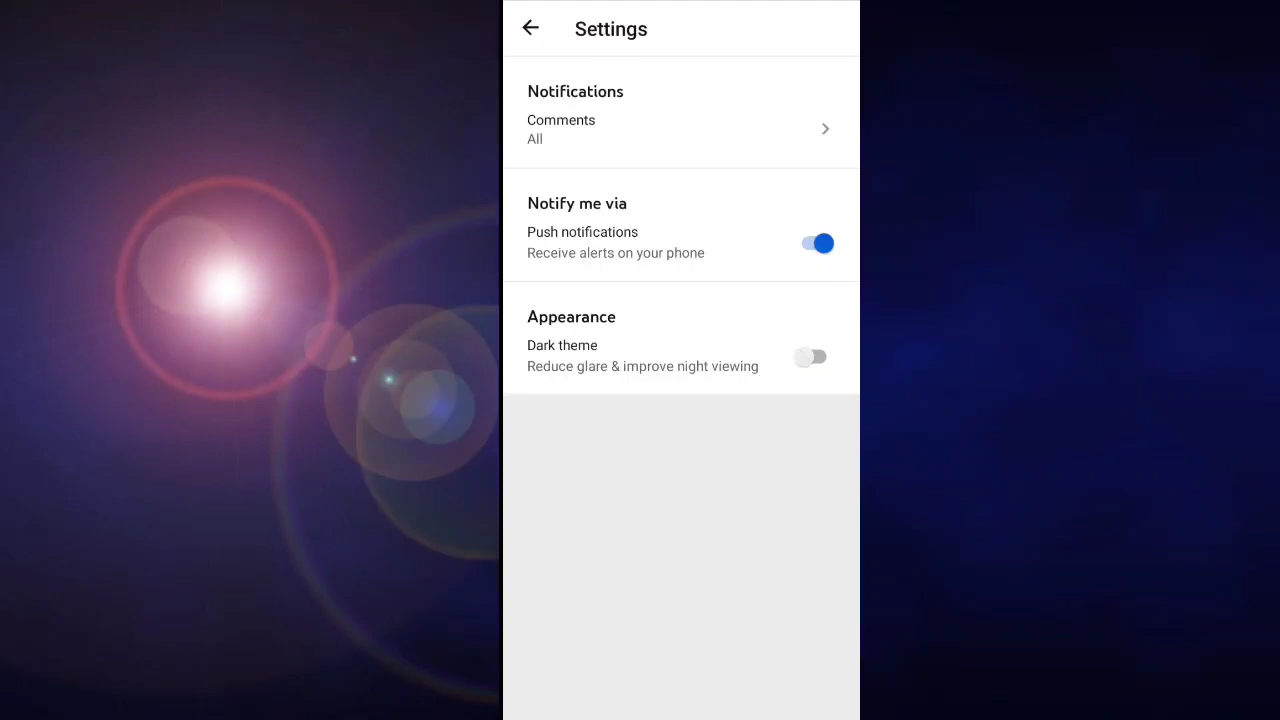 Settings
Notifications
Comments
All
Notify me via
Push notifications
Receive alerts on your phone
Appearance
Dark theme
Reduce glare & improve night viewing